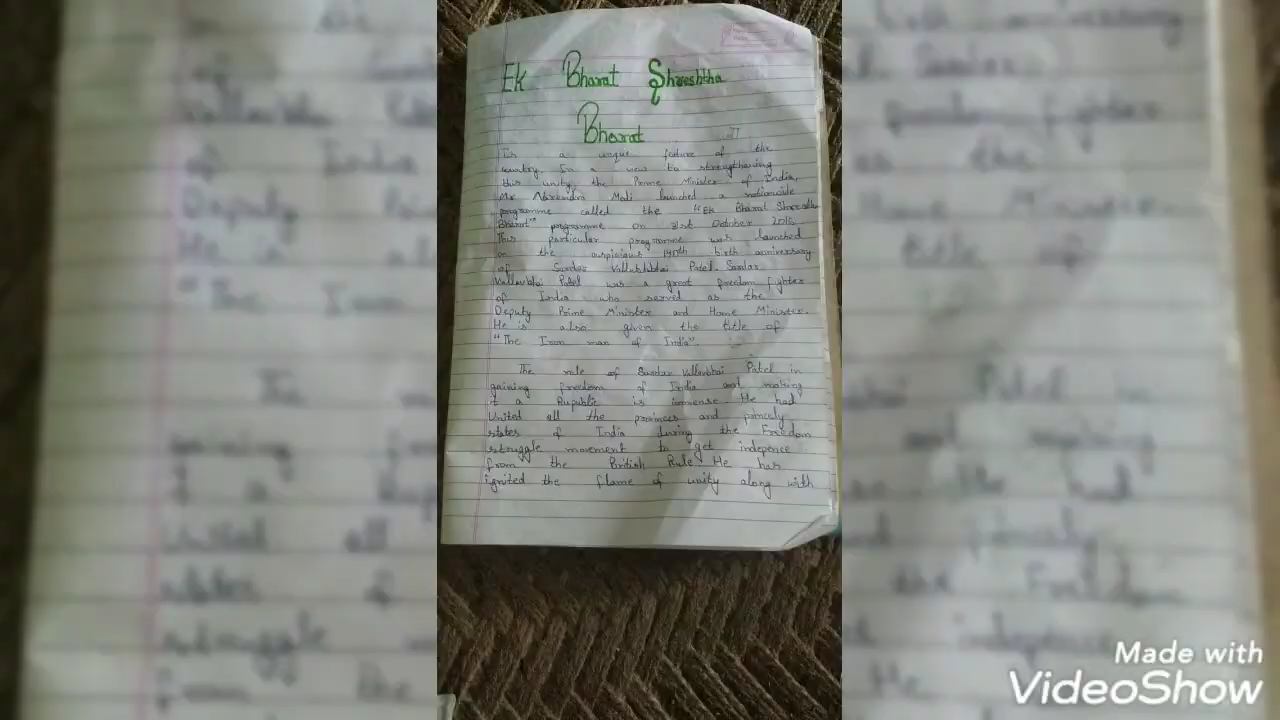 Ek Bharat Shreshtha
Bharat
is a unique feature of the
country. In a view to strengthening
this unity, the Prime Minister of India,
Mr. Narendra Modi launched a nationwide
programme called the "Ek Bharat Shreshtha
Bharat" programme on 31st October 2015
This particular programme was launched
on the auspicious 140th birth anniversary
of Sardar Vallabhbhai Patel. Sardar
Vallavbhai Patel was a great freedom fighter
of India who served as the
Deputy Prime Minister and Home Minister.
He is also given the title of
"The Iron man of India".
The role of Sardar Vallavbhai Patel in
gaining freedom of India and making
it a Rupublic is immense. He had
United all the provinces and princely
states of India during the Freedom
struggle movement to get indepence
from the British Rule. He has
ignited the flame of unity along with
Made with
VideoShow